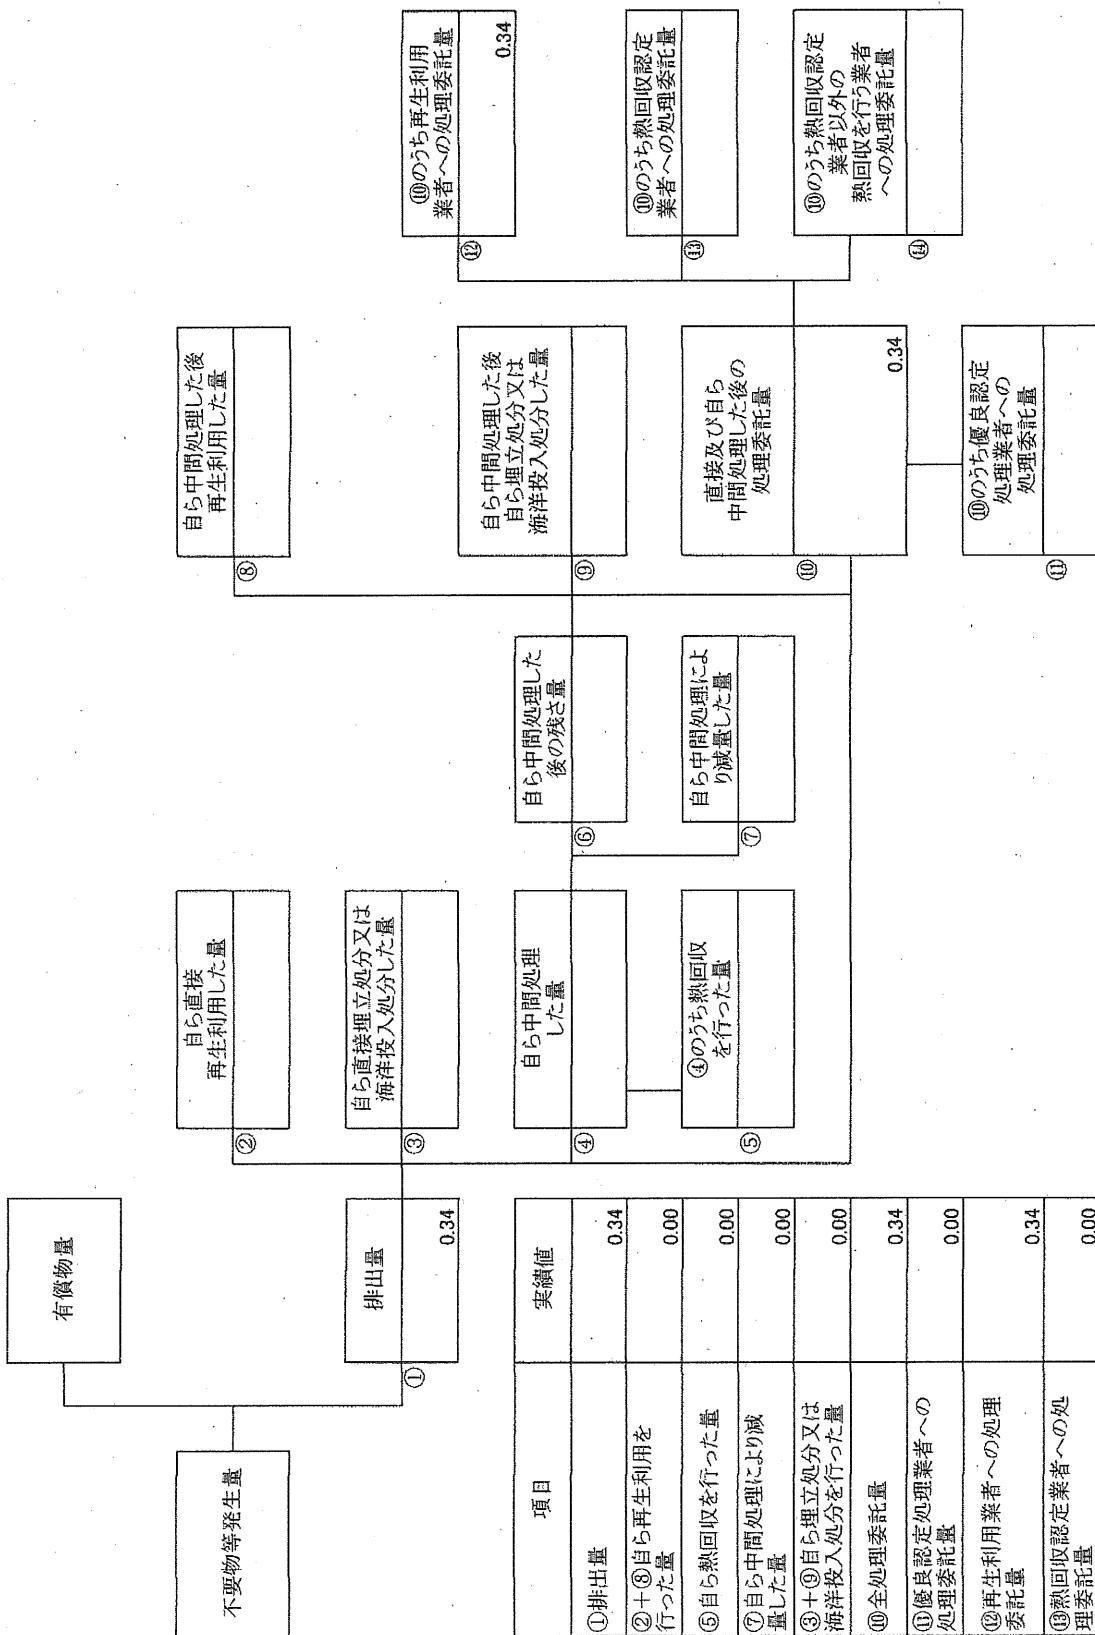 不要物等発生量
有償物量
排出量
①
0.34
自ら直接
再生利用した量
②
自ら直接埋立処分又は
海洋投入処分した量
③
自ら中間処理
した量
④
④のうち熱回収
を行った量
⑤
自ら中間処理した
後の残さ量
⑥
自ら中間処理によ
り減量した量
⑦
自ら中間処理した後
再生利用した量
⑧
自ら中間処理した後
自ら埋立処分又は
海洋投入処分した量
⑨
直接及び自ら
中間処理した後の
処理委託量
⑩
0.34
⑩のうち優良認定
処理業者への
処理委託量
⑪
⑩のうち再生利用
業者への処理委託量
⑫
0.34
⑩のうち熱回収認定
業者への処理委託量
⑬
⑩のうち熱回収認定
業者以外の
熱回収を行う業者
への処理委託量
⑭
項目 実績値
①排出量 0.34
②+⑧自ら再生利用を
行った量 0.00
⑤自ら熱回収を行った量 0.00
⑦自ら中間処理により減
量した量 0.00
③+⑨自ら埋立処分又は
海洋投入処分を行った量 0.00
⑩全処理委託量 0.34
⑪優良認定処理業者への
処理委託量 0.00
⑫再生利用業者への処理
委託量 0.34
⑬熱回収認定業者への処
理委託量 0.00